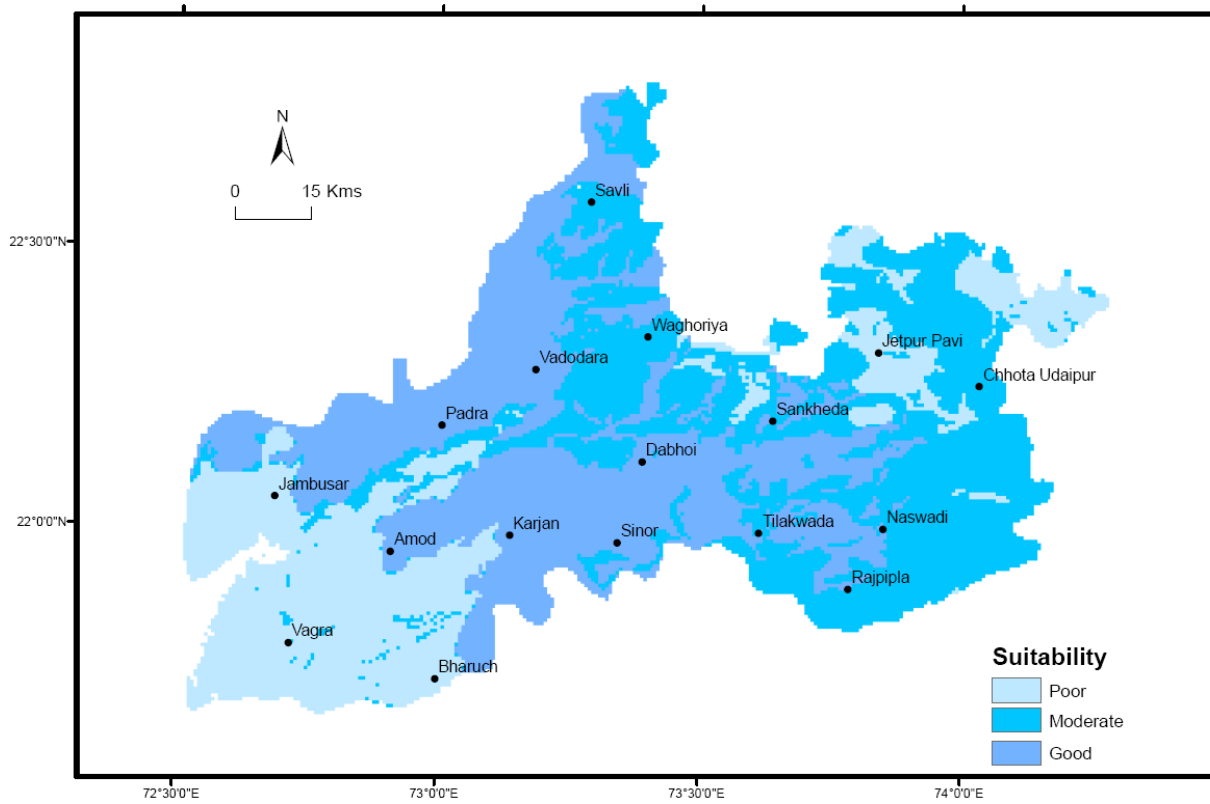 N
0 15 Kms
Savli
22°30'0"N
Waghoriya
Jetpur Pavi
Vadodara
Chhota Udaipur
Padra
Sankheda
Dabhoi
Jambusar
22°0'0"N
Karjan
Sinor
Tilakwada
Naswadi
Amod
Rajpipla
Vagra
Bharuch
Suitability
Poor
Moderate
Good
72°30'0"E
73°0'0"E
73°30'0"E
74°0'0"E